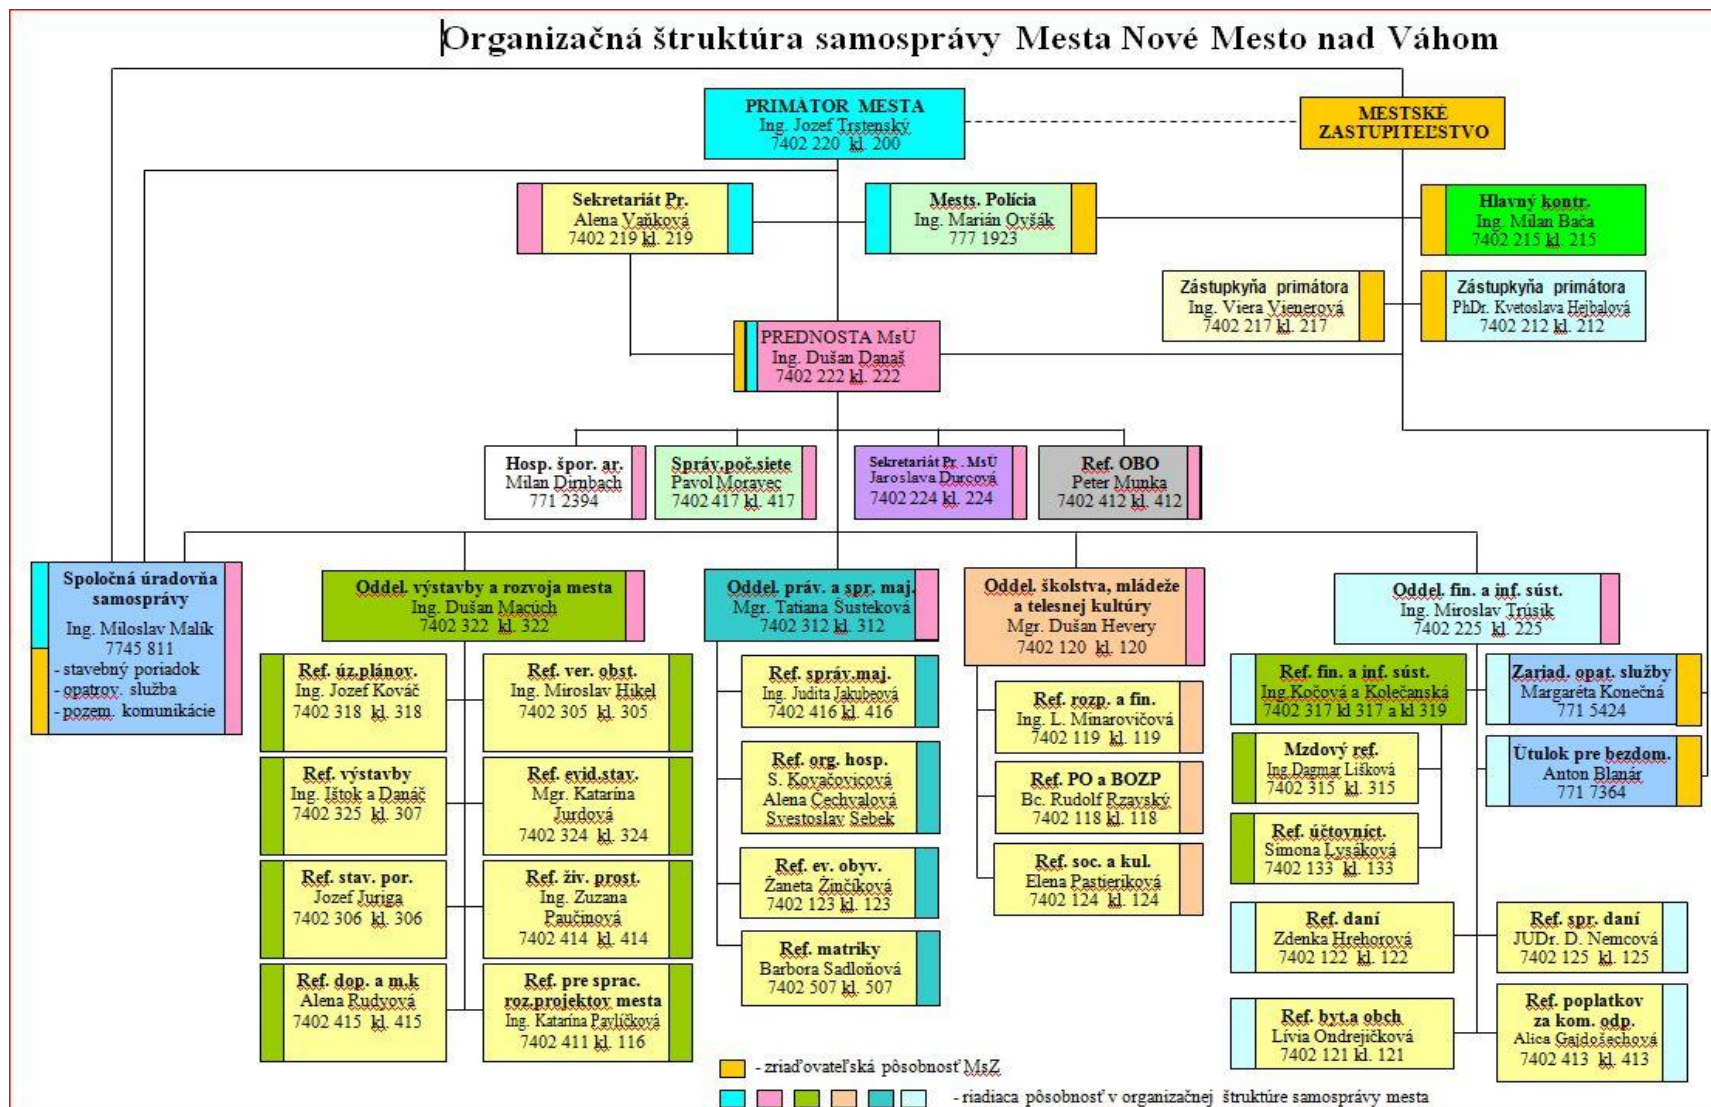 Organizačná štruktúra samosprávy Mesta Nové Mesto nad Váhom
PRIMÁTOR MESTA
Ing. Jozef Trstenský
7402 220 kl. 200
MESTSKÉ
ZASTUPITEĽSTVO
Sekretariát Pr.
Alena Vaňková
7402 219 kl. 219
Mests. Polícia
Ing. Marián Ovšák
777 1923
Hlavný kontr.
Ing. Milan Bača
7402 215 kl. 215
Zástupkyňa primátora
Ing. Viera Vienerová
7402 217 kl. 217
Zástupkyňa primátora
PhDr. Kvetoslava Hejbalová
7402 212 kl. 212
PREDNOSTA MsÚ
Ing. Dušan Današ
7402 222 kl. 222
Hosp. špor. ar.
Milan Dirnbach
771 2394
Správ.poč.siete
Pavol Moravec
7402 417 kl. 417
Sekretariát Pr. MsÚ
Jaroslava Durcová
7402 224 kl. 224
Ref. OBO
Peter Munka
7402 412 kl. 412
Spoločná úradovňa
samosprávy
Ing. Miloslav Malík
7745 811
- stavebný poriadok
- opatrov. služba
- pozem. komunikácie
Oddel. výstavby a rozvoja mesta
Ing. Dušan Macúch
7402 322 kl. 322
Oddel. práv. a spr. maj.
Mgr. Tatiana Šusteková
7402 312 kl. 312
Oddel. školstva, mládeže
a telesnej kultúry
Mgr. Dušan Hevery
7402 120 kl. 120
Oddel. fin. a inf. súst.
Ing. Miroslav Trúsik
7402 225 kl. 225
Ref. úz.plánov.
Ing. Jozef Kováč
7402 318 kl. 318
Ref. ver. obst.
Ing. Miroslav Hikel
7402 305 kl. 305
Ref. výstavby
Ing. Ištok a Danáč
7402 325 kl. 307
Ref. evid.stav.
Mgr. Katarína
Jurdová
7402 324 kl. 324
Ref. stav. por.
Jozef Juriga
7402 306 kl. 306
Ref. živ. prost.
Ing. Zuzana
Paučinová
7402 414 kl. 414
Ref. dop. a m.k
Alena Rudyová
7402 415 kl. 415
Ref. pre sprac.
roz.projektov mesta
Ing. Katarína Pavlíčková
7402 411 kl. 116
Ref. správ.maj.
Ing. Judita Jakubeová
7402 416 kl. 416
Ref. org. hosp.
S. Kovačovicová
Alena Čechvalová
Svestoslav Sebek
Ref. ev. obyv.
Žaneta Žinčíková
7402 123 kl. 123
Ref. matriky
Barbora Sadloňová
7402 507 kl. 507
Ref. rozp. a fin.
Ing. L. Minarovičová
7402 119 kl. 119
Ref. PO a BOZP
Bc. Rudolf Rzavský
7402 118 kl. 118
Ref. soc. a kul.
Elena Pastieriková
7402 124 kl. 124
Ref. fin. a inf. súst.
Ing.Kočová a Kolečanská
7402 317 kl 317 a kl 319
Zariad. opat. služby
Margaréta Konečná
771 5424
Mzdový ref.
Ing.Dagmar Lišková
7402 315 kl. 315
Útulok pre bezdom.
Anton Blanár
771 7364
Ref. účtovníct.
Simona Lysáková
7402 133 kl. 133
Ref. daní
Zdenka Hrehorová
7402 122 kl. 122
Ref. spr. daní
JUDr. D. Nemcová
7402 125 kl. 125
Ref. byt.a obch
Lívia Ondrejičková
7402 121 kl. 121
Ref. poplatkov
za kom. odp.
Alica Gajdošechová
7402 413 kl. 413
- zriaďovateľská pôsobnosť MsZ
- riadiaca pôsobnosť v organizačnej štruktúre samosprávy mesta